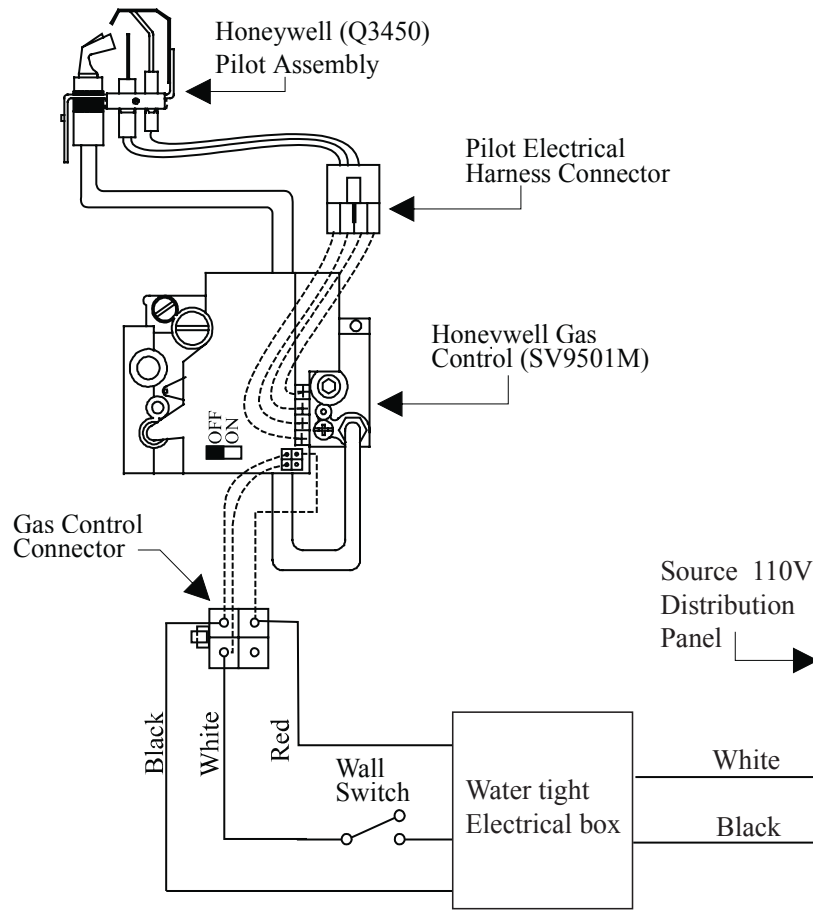 Honeywell (Q3450)
Pilot Assembly
Pilot Electrical
Harness Connector
Honevwell Gas
Control (SV9501M)
OFF
ON
Gas Control
Connector
Source 110V
Distribution
Panel
Black
White
Red
Wall
Switch
Water tight
Electrical box
White
Black